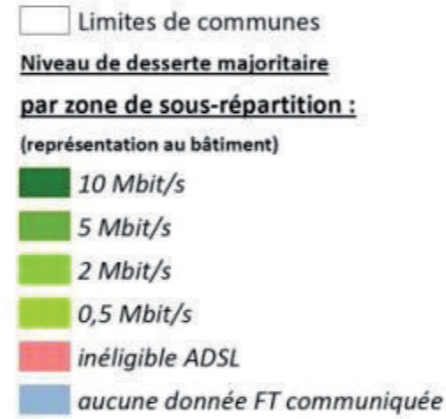 Limites de communes
Niveau de desserte majoritaire
par zone de sous-répartition :
(représentation au bâtiment)
10 Mbit/s
5 Mbit/s
2 Mbit/s
0,5 Mbit/s
inéligible ADSL
aucune donnée FT communiquée